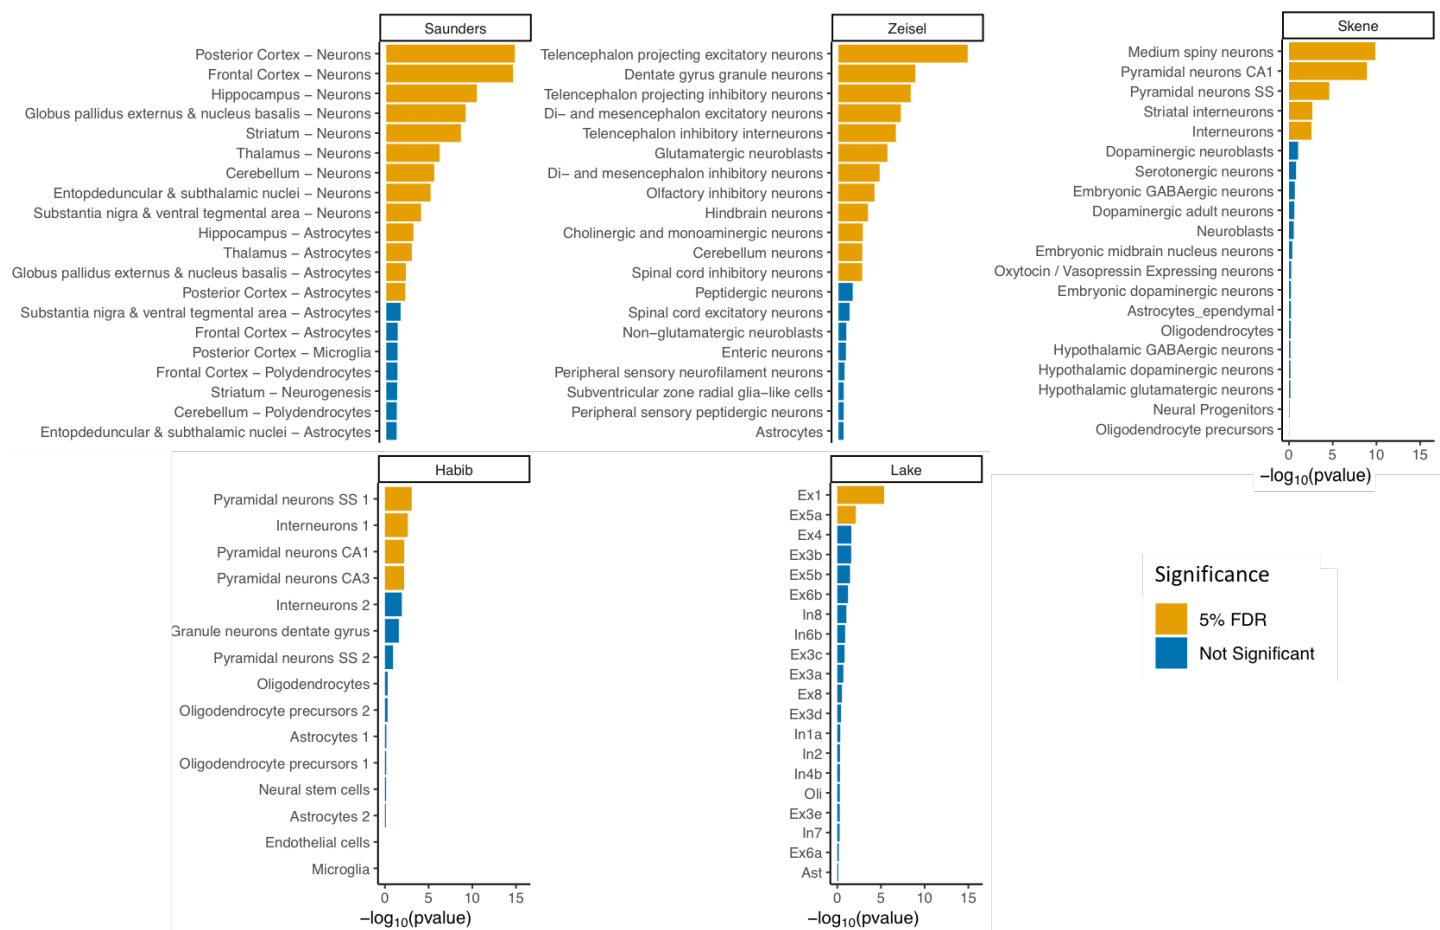 Saunders
Posterior Cortex – Neurons
Frontal Cortex – Neurons
Hippocampus – Neurons
Globus pallidus externus & nucleus basalis – Neurons
Striatum – Neurons
Thalamus – Neurons
Cerebellum – Neurons
Entopdeduncular & subthalamic nuclei – Neurons
Substantia nigra & ventral tegmental area – Neurons
Hippocampus – Astrocytes
Thalamus – Astrocytes
Globus pallidus externus & nucleus basalis – Astrocytes
Posterior Cortex – Astrocytes
Substantia nigra & ventral tegmental area – Astrocytes
Frontal Cortex – Astrocytes
Posterior Cortex – Microglia
Frontal Cortex – Polydendrocytes
Striatum – Neurogenesis
Cerebellum – Polydendrocytes
Entopdeduncular & subthalamic nuclei – Astrocytes
Zeisel
Telencephalon projecting excitatory neurons
Dentate gyrus granule neurons
Telencephalon projecting inhibitory neurons
Di– and mesencephalon excitatory neurons
Telencephalon inhibitory interneurons
Glutamatergic neuroblasts
Di– and mesencephalon inhibitory neurons
Olfactory inhibitory neurons
Hindbrain neurons
Cholinergic and monoaminergic neurons
Cerebellum neurons
Spinal cord inhibitory neurons
Peptidergic neurons
Spinal cord excitatory neurons
Non–glutamatergic neuroblasts
Enteric neurons
Peripheral sensory neurofilament neurons
Subventricular zone radial glia–like cells
Peripheral sensory peptidergic neurons
Astrocytes
Skene
Medium spiny neurons
Pyramidal neurons CA1
Pyramidal neurons SS
Striatal interneurons
Interneurons
Dopaminergic neuroblasts
Serotonergic neurons
Embryonic GABAergic neurons
Dopaminergic adult neurons
Neuroblasts
Embryonic midbrain nucleus neurons
Oxytocin / Vasopressin Expressing neurons
Embryonic dopaminergic neurons
Astrocytes_ependymal
Oligodendrocytes
Hypothalamic GABAergic neurons
Hypothalamic dopaminergic neurons
Hypothalamic glutamatergic neurons
Neural Progenitors
Oligodendrocyte precursors
0 5 10 15
−log10(pvalue)
Habib
Pyramidal neurons SS 1
Interneurons 1
Pyramidal neurons CA1
Pyramidal neurons CA3
Interneurons 2
Granule neurons dentate gyrus
Pyramidal neurons SS 2
Oligodendrocytes
Oligodendrocyte precursors 2
Astrocytes 1
Oligodendrocyte precursors 1
Neural stem cells
Astrocytes 2
Endothelial cells
Microglia
0 5 10 15
−log10(pvalue)
Lake
Ex1
Ex5a
Ex4
Ex3b
Ex5b
Ex6b
In8
In6b
Ex3c
Ex3a
Ex8
Ex3d
In1a
In2
In4b
Oli
Ex3e
In7
Ex6a
Ast
0 5 10 15
−log10(pvalue)
Significance
5% FDR
Not Significant